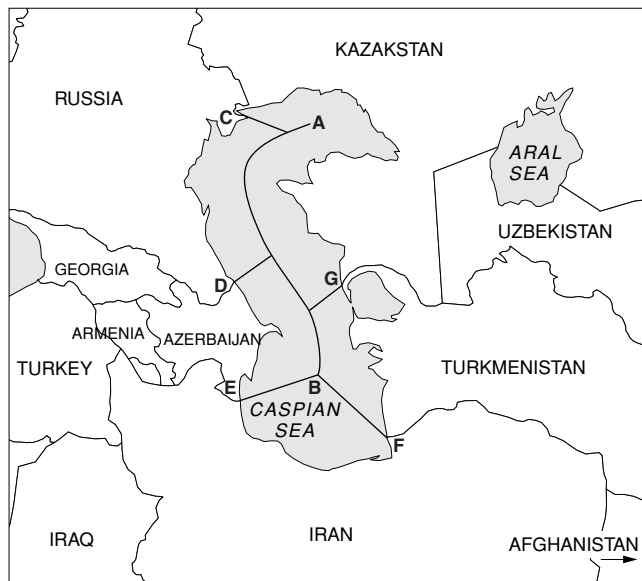 KAZAKSTAN
RUSSIA
C
A
ARAL
SEA
UZBEKISTAN
GEORGIA
D
G
ARMENIA
AZERBAIJAN
TURKEY
TURKMENISTAN
E
B
CASPIAN
SEA
F
IRAQ
IRAN
AFGHANISTAN